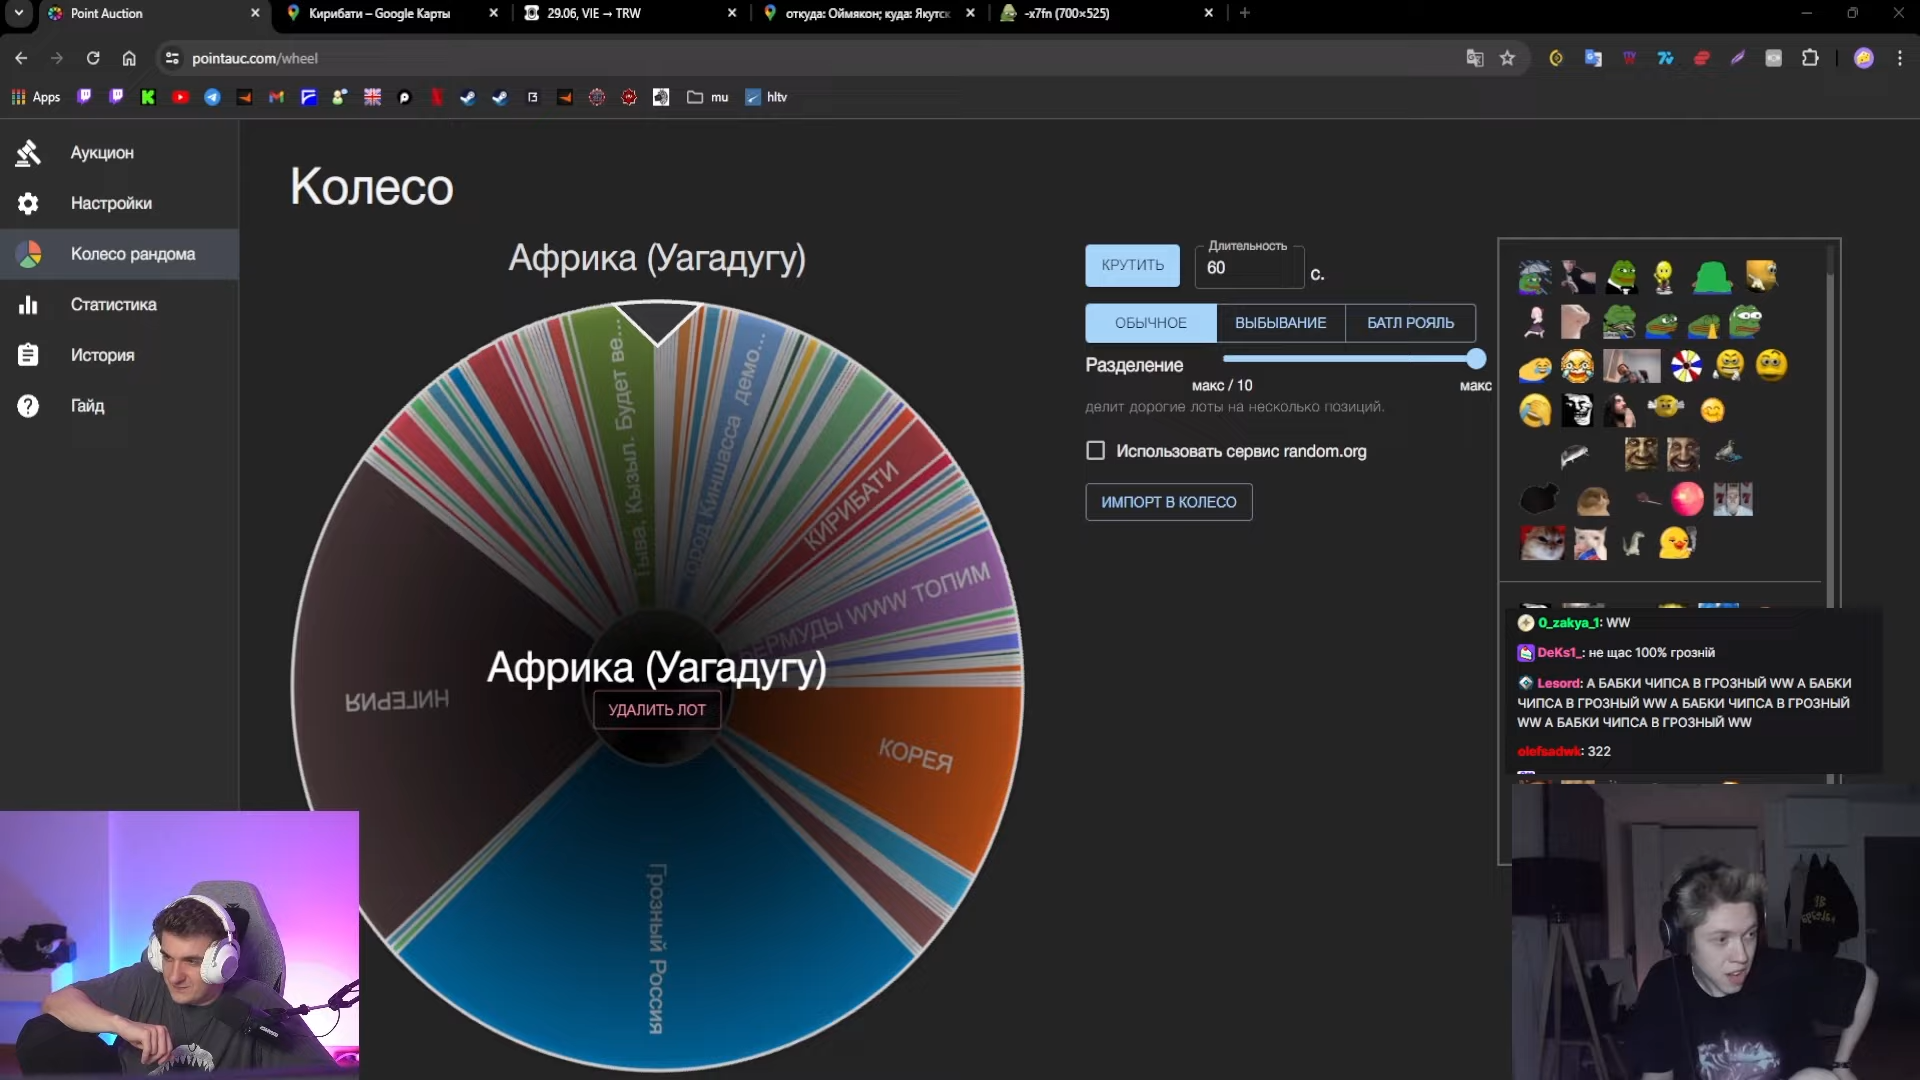 Point Auction
Кирибати – Google Карты
29.06, VIE → TRW
откуда: Оймякон; куда: Якутск
-x7fn (700×525)
pointauc.com/wheel
Apps
mu
hltv
Аукцион
Настройки
Колесо рандома
Статистика
История
Гайд
Колесо
Африка (Уагадугу)
КРУТИТЬ
Длительность
60
с.
ОБЫЧНОЕ
ВЫБЫВАНИЕ
БАТЛ РОЯЛЬ
Разделение
макс / 10
макс
делит дорогие лоты на несколько позиций.
Использовать сервис random.org
ИМПОРТ В КОЛЕСО
Тыва, Кызыл. Будет ве...
город Киншасса демо...
КИРИБАТИ
БЕРМУДЫ WWW ТОПИМ
КОРЕЯ
Грозный Россия
НИГЕРИЯ
Африка (Уагадугу)
УДАЛИТЬ ЛОТ
0_zakya_1: WW
DeKs1_: не щас 100% грозній
Lesord: А БАБКИ ЧИПСА В ГРОЗНЫЙ WW А БАБКИ
ЧИПСА В ГРОЗНЫЙ WW А БАБКИ ЧИПСА В ГРОЗНЫЙ
WW А БАБКИ ЧИПСА В ГРОЗНЫЙ WW
olefsadwk: 322